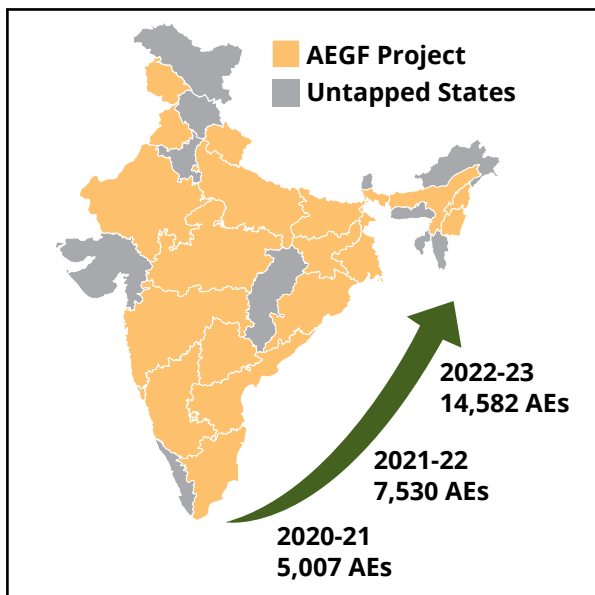 AEGF Project
Untapped States
2022-23
14,582 AEs
2021-22
7,530 AEs
2020-21
5,007 AEs